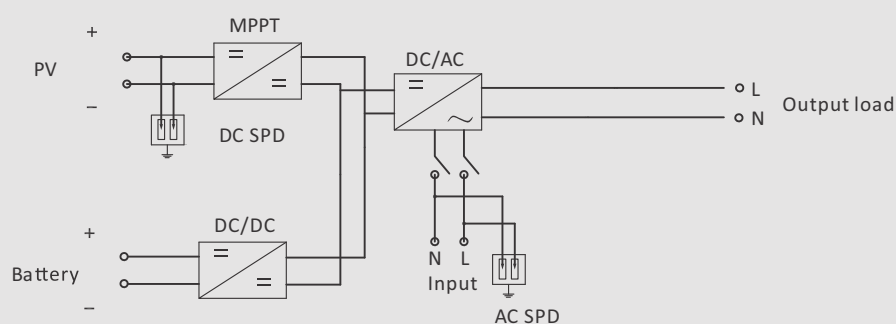 MPPT
+
PV
−
DC SPD
DC/AC
L
N
Output load
DC/DC
+
Battery
−
N L
Input
AC SPD